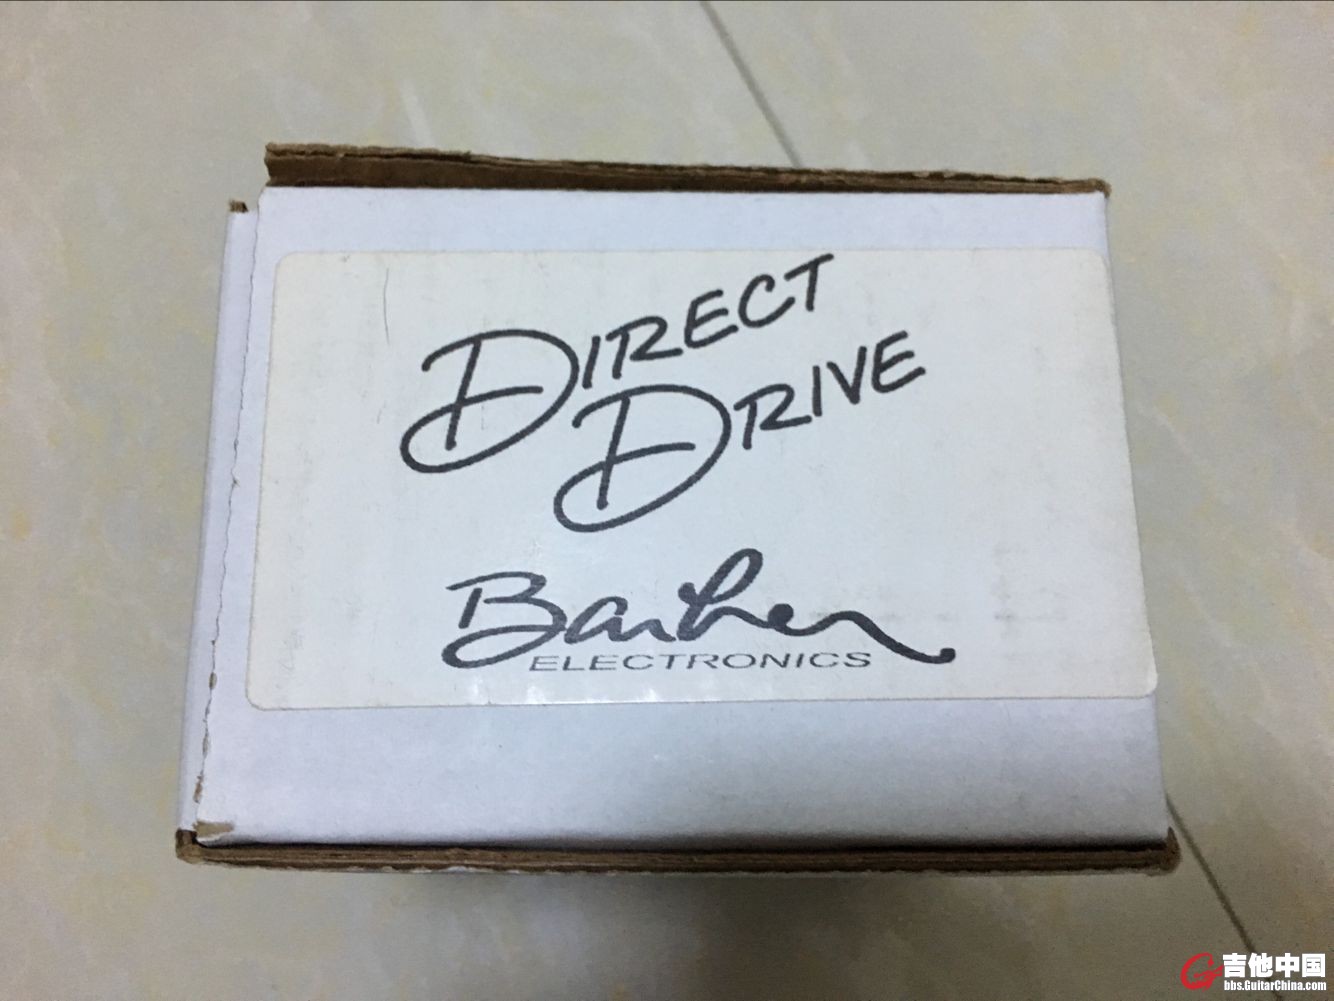 DIRECT
DRIVE
Barber
ELECTRONICS
吉他中国
bbs.GuitarChina.com